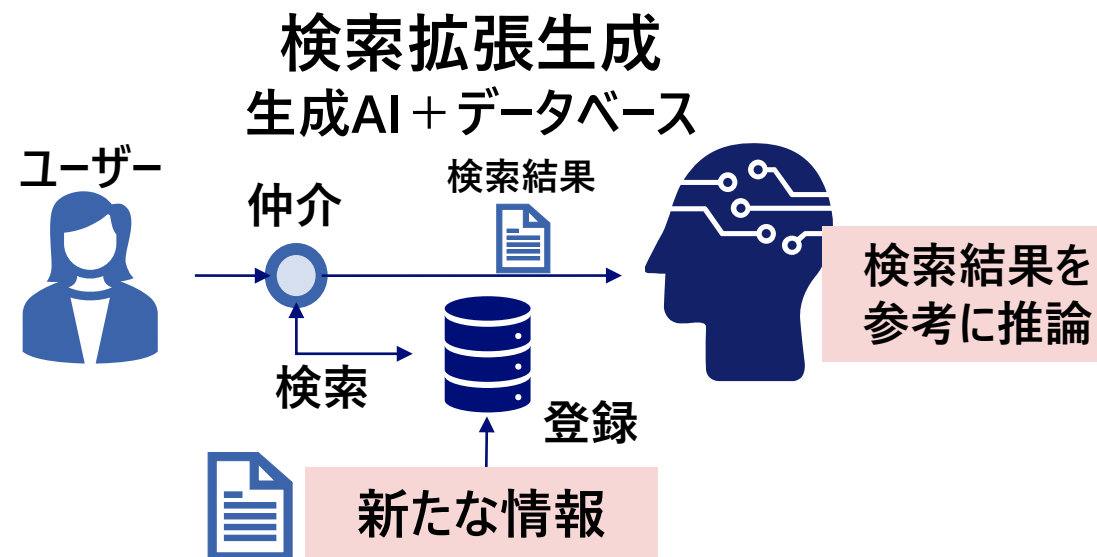 検索拡張生成
生成AI＋データベース
ユーザー
仲介
検索結果
検索結果を
参考に推論
検索
登録
新たな情報